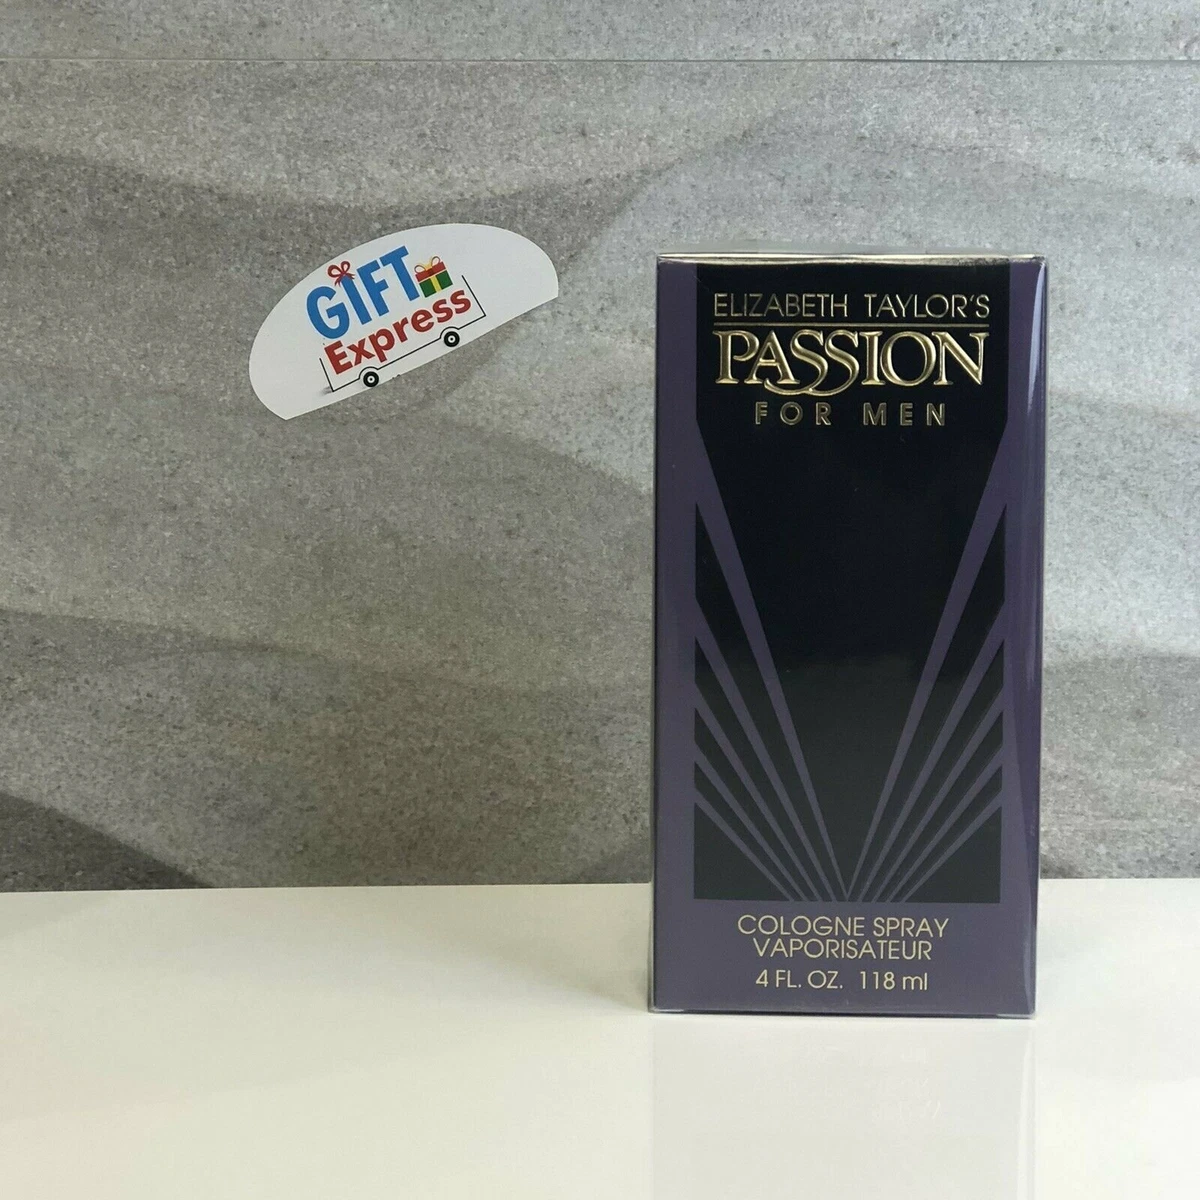 GIFT
Express
ELIZABETH TAYLOR'S
PASSION
FOR MEN
COLOGNE SPRAY
VAPORISATEUR
4 FL. OZ. 118 ml